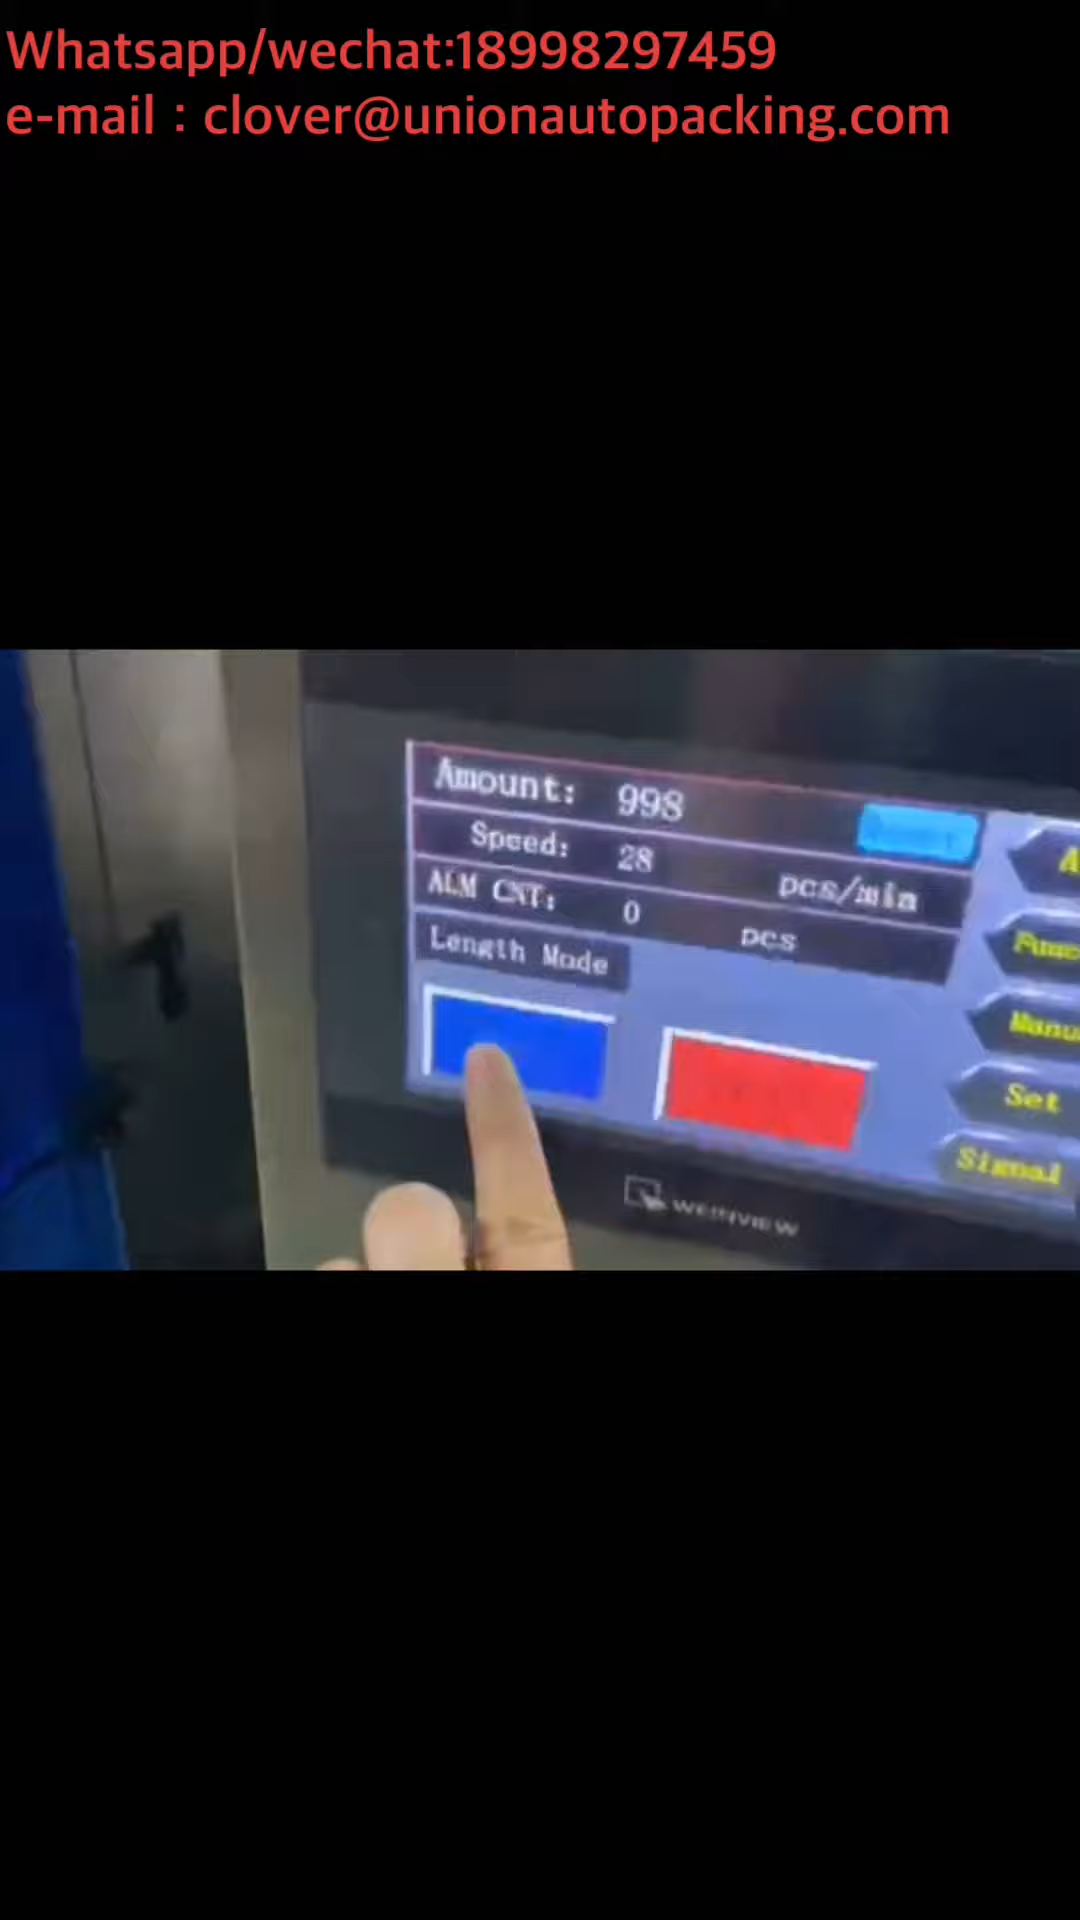 Whatsapp/wechat:18998297459
e-mail：clover@unionautopacking.com
Amount: 998
Speed: 28 pcs/min
ALM CNT: 0 pcs
Length Mode
Set
Signal
WEINVIEW